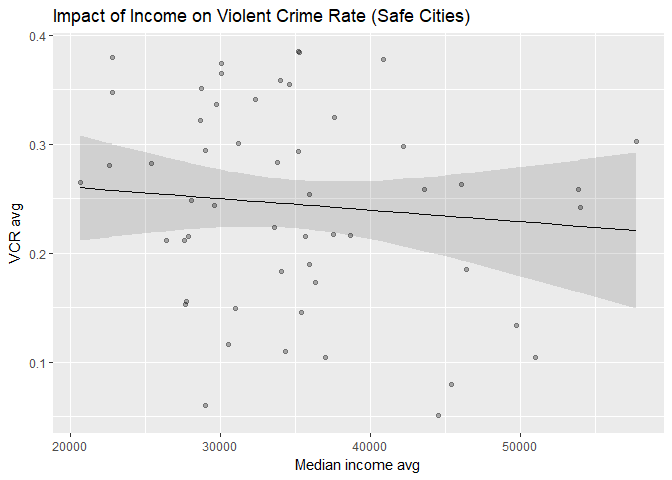 Impact of Income on Violent Crime Rate (Safe Cities)
0.4
0.3
0.2
0.1
VCR avg
20000 30000 40000 50000
Median income avg